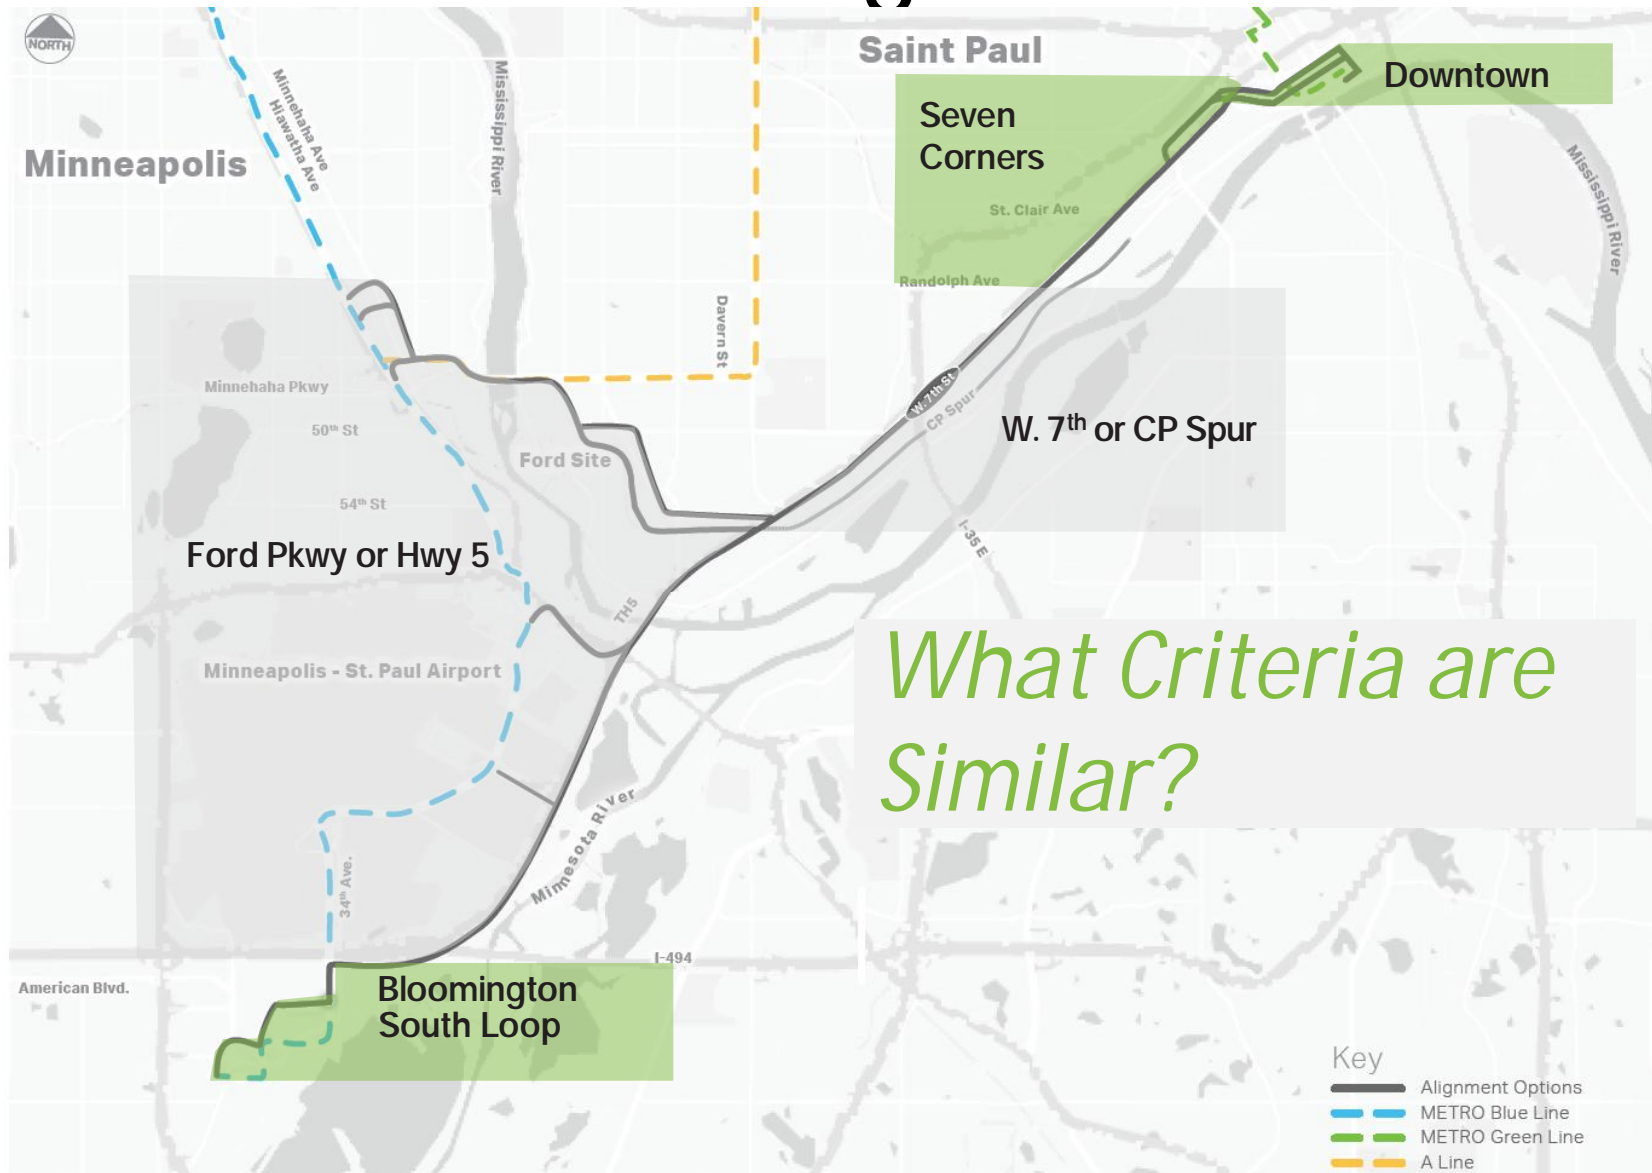 NORTH
Saint Paul
Downtown
Seven
Corners
Minneapolis
Minnehaha Ave
Hiawatha Ave
Mississippi River
Mississippi River
St. Clair Ave
Randolph Ave
Davern St
Minnehaha Pkwy
50th St
Ford Site
54th St
W. 7th St
CP Spur
W. 7th or CP Spur
I-35E
Ford Pkwy or Hwy 5
TH5
Minneapolis - St. Paul Airport
What Criteria are
Similar?
Minnesota River
34th Ave.
I-494
American Blvd.
Bloomington
South Loop
Key
Alignment Options
METRO Blue Line
METRO Green Line
A Line